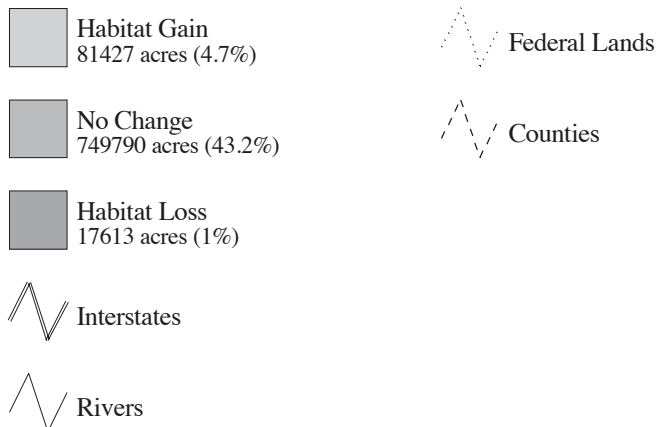 Habitat Gain
81427 acres (4.7%)
No Change
749790 acres (43.2%)
Habitat Loss
17613 acres (1%)
Interstates
Rivers
Federal Lands
Counties